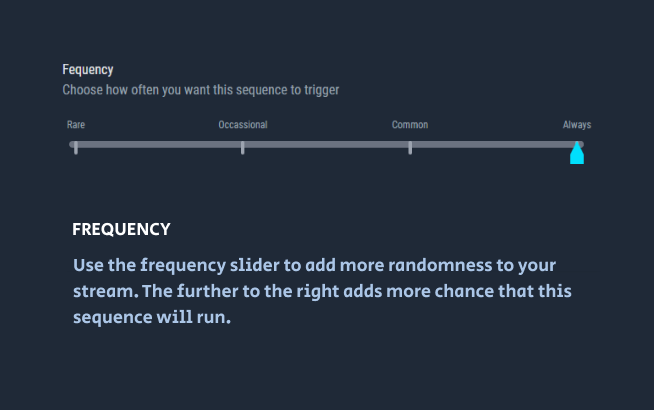 Fequency
Choose how often you want this sequence to trigger
Rare Occassional Common Always
FREQUENCY
Use the frequency slider to add more randomness to your
stream. The further to the right adds more chance that this
sequence will run.